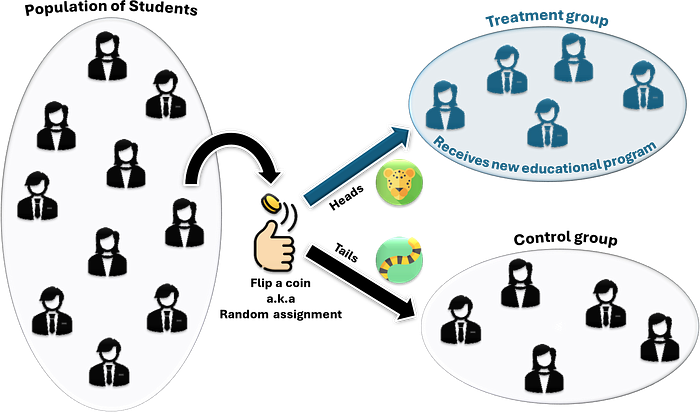 Population of Students
Treatment group
Receives new educational program
Heads
Tails
Flip a coin
a.k.a
Random assignment
Control group